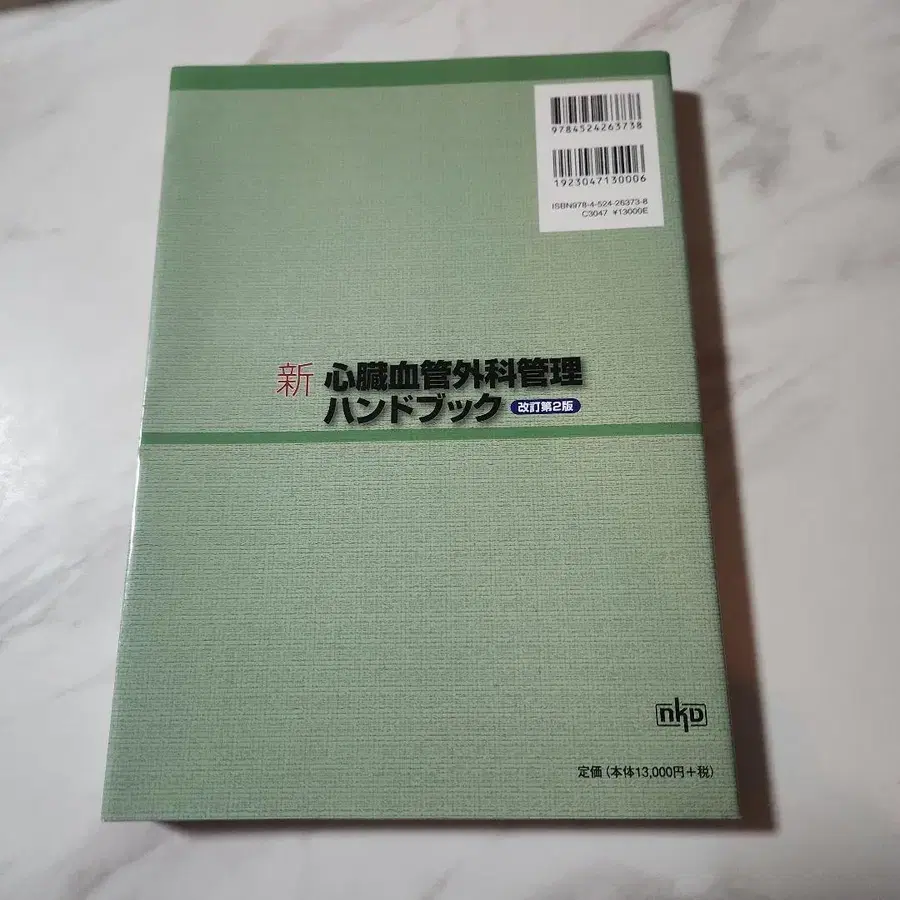 9784524263738
1923047130006
ISBN978-4-524-26373-8
C3047 ¥13000E
新 心臓血管外科管理
ハンドブック 改訂第2版
nkD
定価(本体13,000円+税)